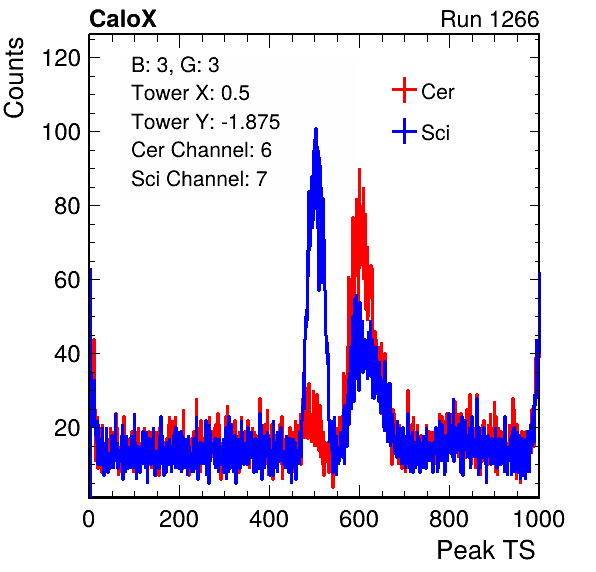 CaloX Run 1266
Counts
B: 3, G: 3
Tower X: 0.5
Tower Y: -1.875
Cer Channel: 6
Sci Channel: 7
Cer
Sci
120
100
80
60
40
20
0 200 400 600 800 1000
Peak TS